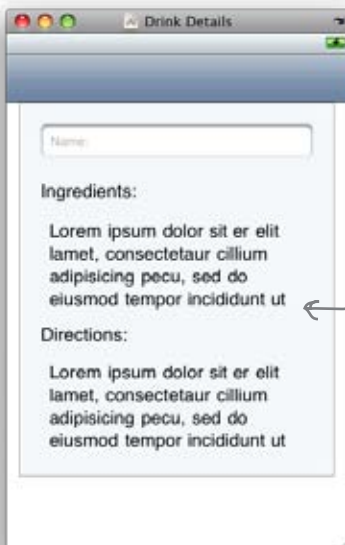 Drink Details
Name:
Ingredients:
Lorem ipsum dolor sit er elit
lamet, consectetaur cillium
adipisicing pecu, sed do
eiusmod tempor incididunt ut
Directions:
Lorem ipsum dolor sit er elit
lamet, consectetaur cillium
adipisicing pecu, sed do
eiusmod tempor incididunt ut